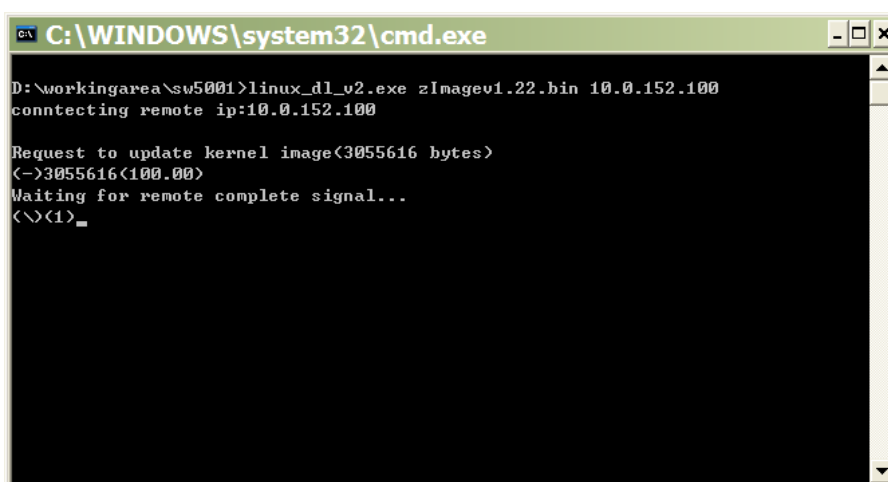 C:\WINDOWS\system32\cmd.exe
D:\workingarea\sw5001>linux_dl_v2.exe zImagev1.22.bin 10.0.152.100
conntecting remote ip:10.0.152.100
Request to update kernel image(3055616 bytes)
(-)3055616(100.00)
Waiting for remote complete signal...
(\)(1)_